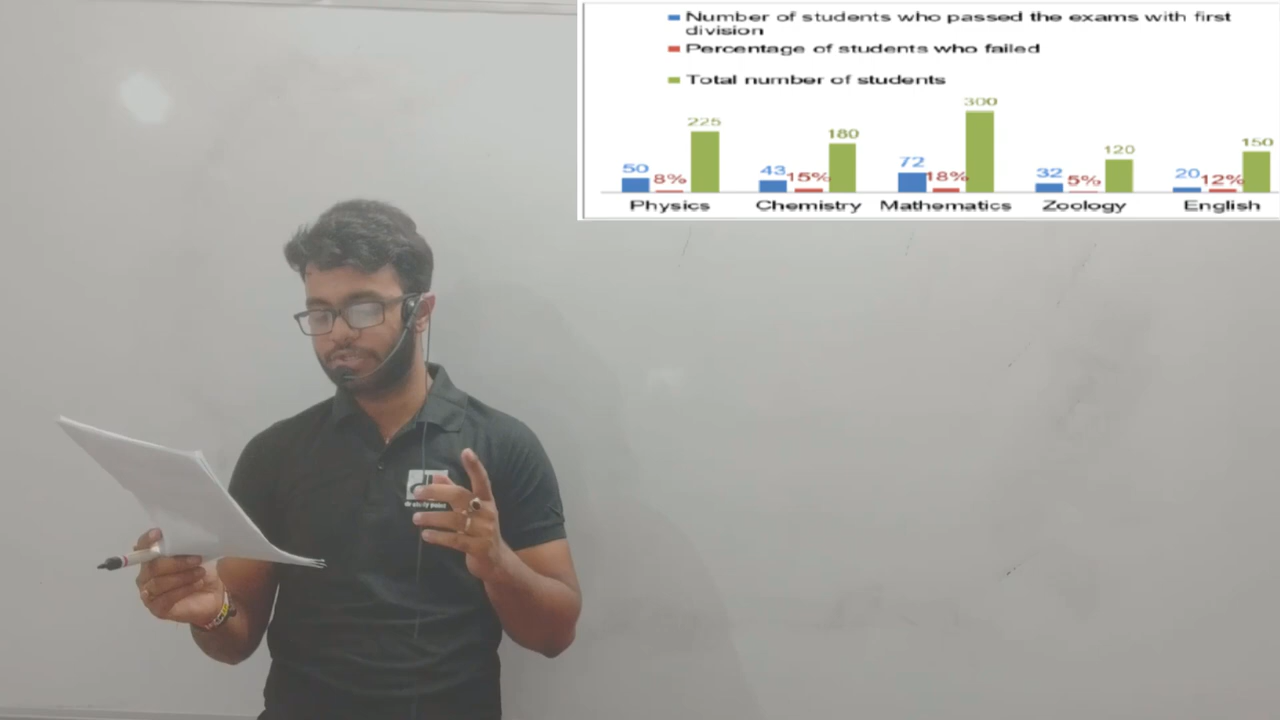 Number of students who passed the exams with first
division
Percentage of students who failed
Total number of students
50 8% 225 43 15% 180 72 18% 300 32 5% 120 20 12% 150
Physics Chemistry Mathematics Zoology English
study point